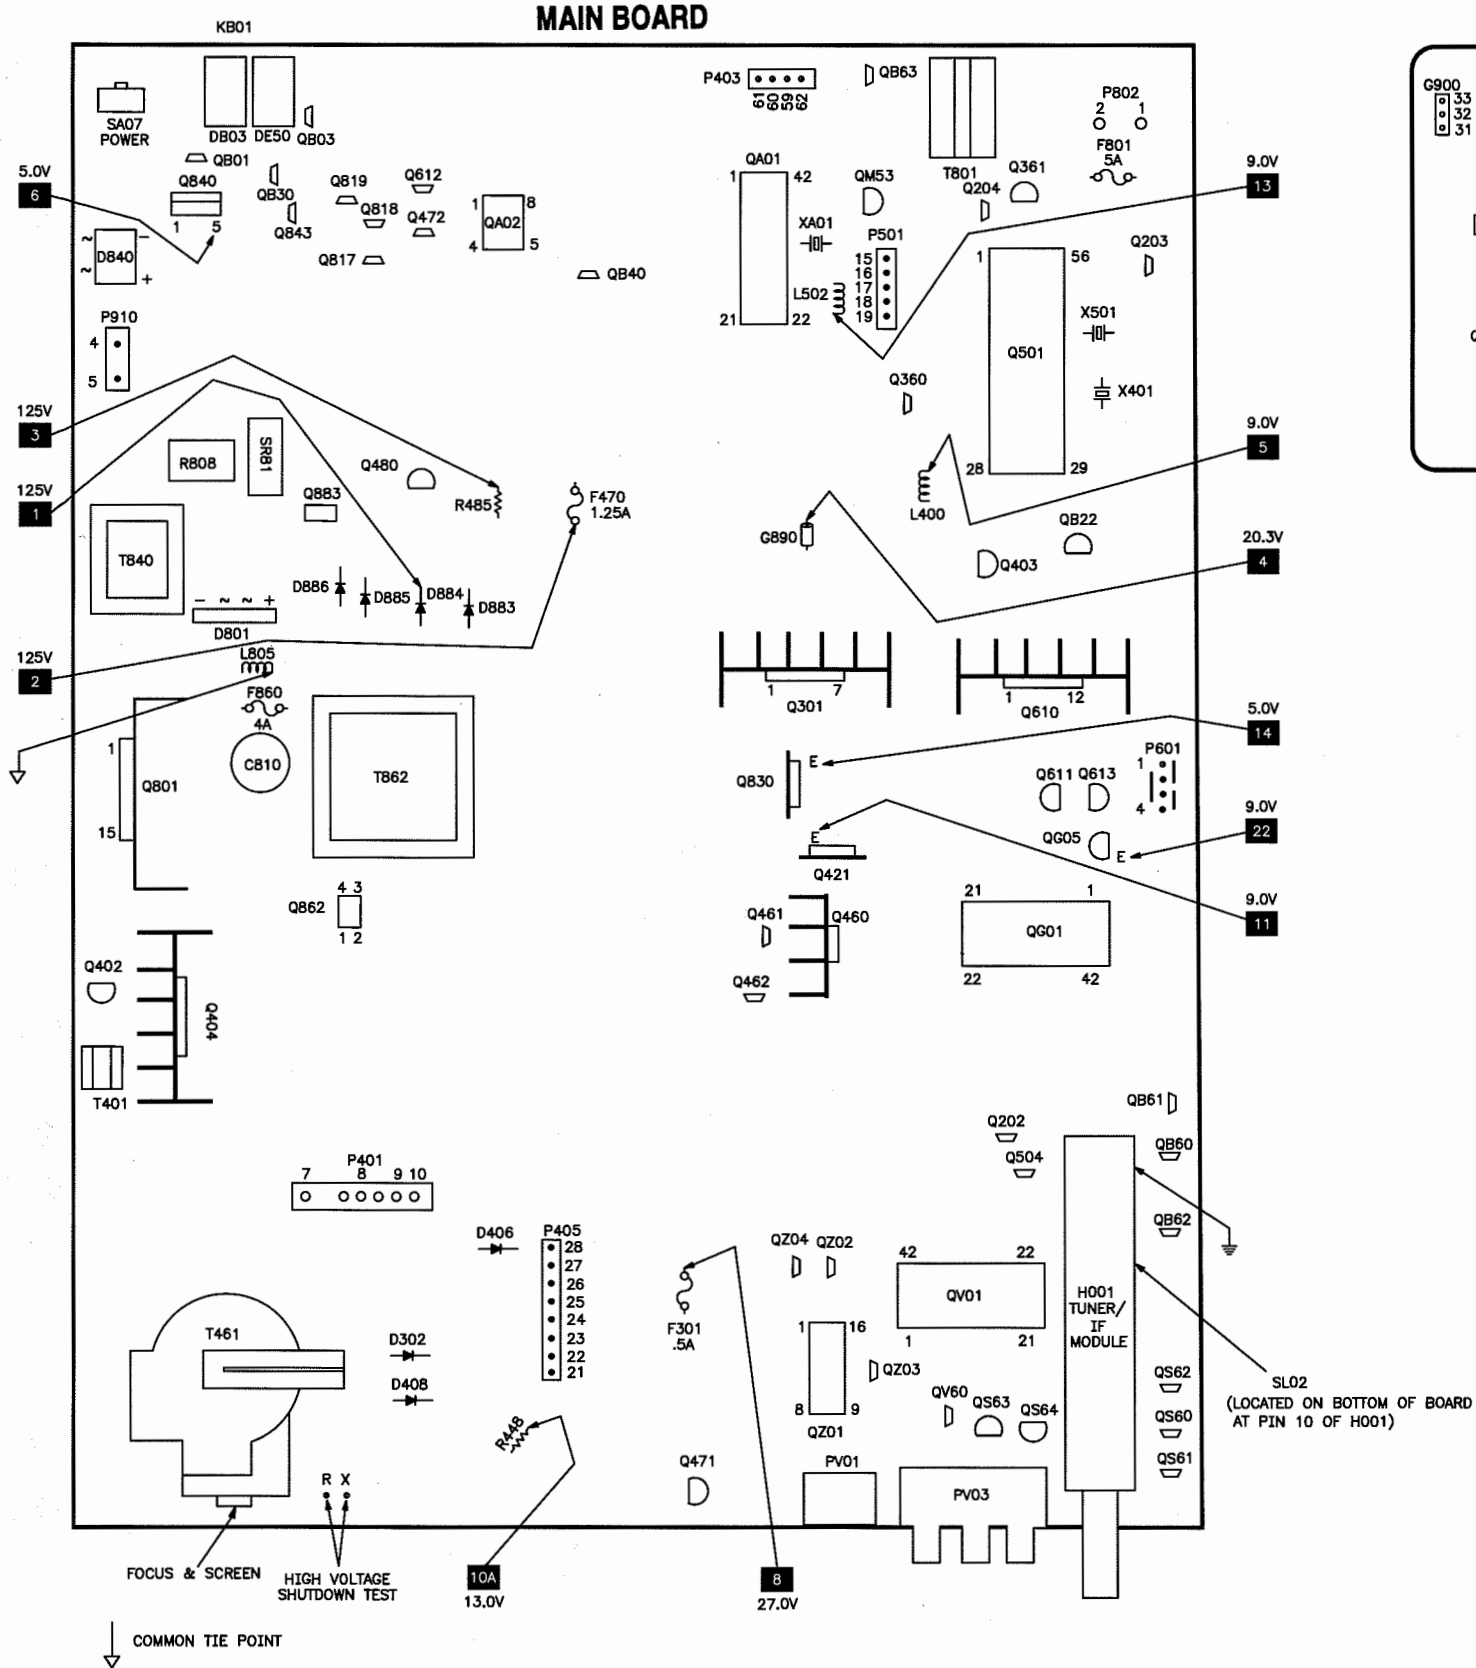 MAIN BOARD
KB01
SA07
POWER
DB03 DE50
QB03
QB01
Q840
1 5
QB30
Q843
Q819
Q818
Q817
Q612
Q472
1 8
QA02
4 5
QB40
P403
61 60 59 62
QB63
T801
P802
2 1
F801
5A
G900
33
32
31
5.0V
6
D840
~ -
~ +
P910
4
5
QA01
1 42
21 22
QM53
XA01
P501
15
16
17
18
19
L502
Q204
Q361
Q203
9.0V
13
1 56
Q501
28 29
X501
X401
Q360
125V
3
125V
1
R808
SR81
Q883
Q480
R485
F470
1.25A
L400
9.0V
5
G890
Q403
QB22
20.3V
4
T840
D886
D885
D884
D883
- ~ ~ +
D801
125V
2
L805
F860
4A
C810
T862
1
Q801
15
1 7
Q301
1 12
Q610
5.0V
14
Q830
E
Q611 Q613
P601
1
4
E
Q421
QG05
E
9.0V
22
9.0V
11
4 3
Q862
1 2
Q461
Q460
Q462
21 1
QG01
22 42
Q402
Q404
T401
QB61
Q202
Q504
QB60
QB62
P401
7 8 9 10
D406
P405
28
27
26
25
24
23
22
21
QZ04 QZ02
42 22
QV01
1 21
H001
TUNER/
IF
MODULE
T461
D302
D408
F301
.5A
1 16
8 9
QZ01
QZ03
QV60
QS63
QS64
QS62
QS60
QS61
SL02
(LOCATED ON BOTTOM OF BOARD
AT PIN 10 OF H001)
R448
Q471
PV01
PV03
R X
FOCUS & SCREEN
HIGH VOLTAGE
SHUTDOWN TEST
10A
13.0V
8
27.0V
COMMON TIE POINT